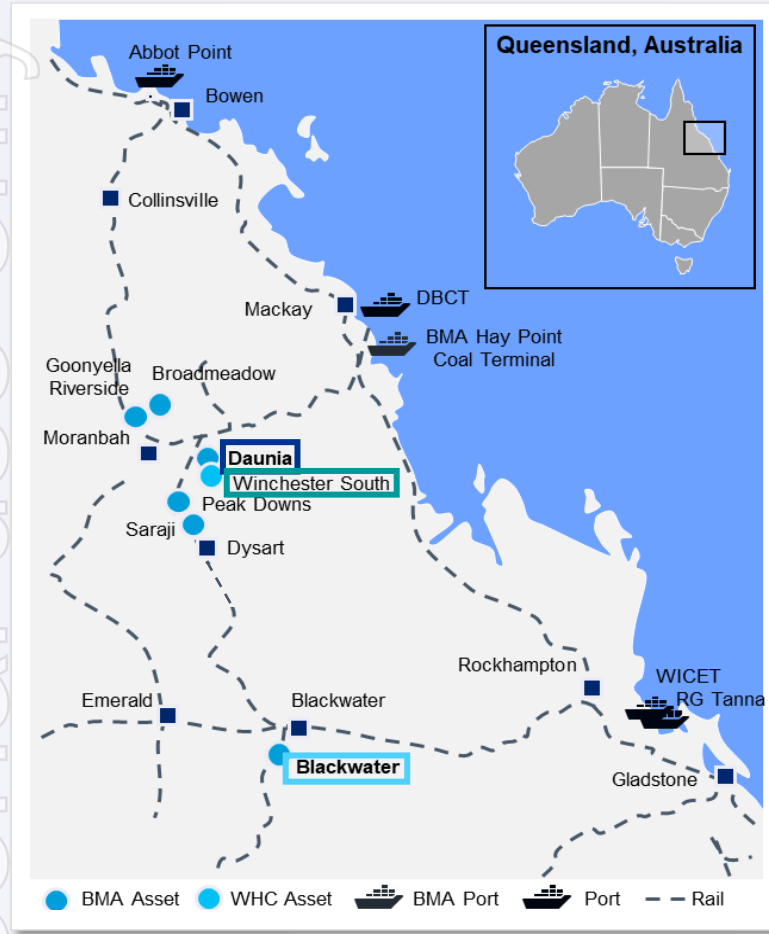 Queensland, Australia
Abbot Point
Bowen
Collinsville
Mackay
DBCT
BMA Hay Point
Coal Terminal
Goonyella
Riverside
Broadmeadow
Moranbah
Daunia
Winchester South
Peak Downs
Saraji
Dysart
Rockhampton
WICET
RG Tanna
Emerald
Blackwater
Blackwater
Gladstone
BMA Asset
WHC Asset
BMA Port
Port
Rail